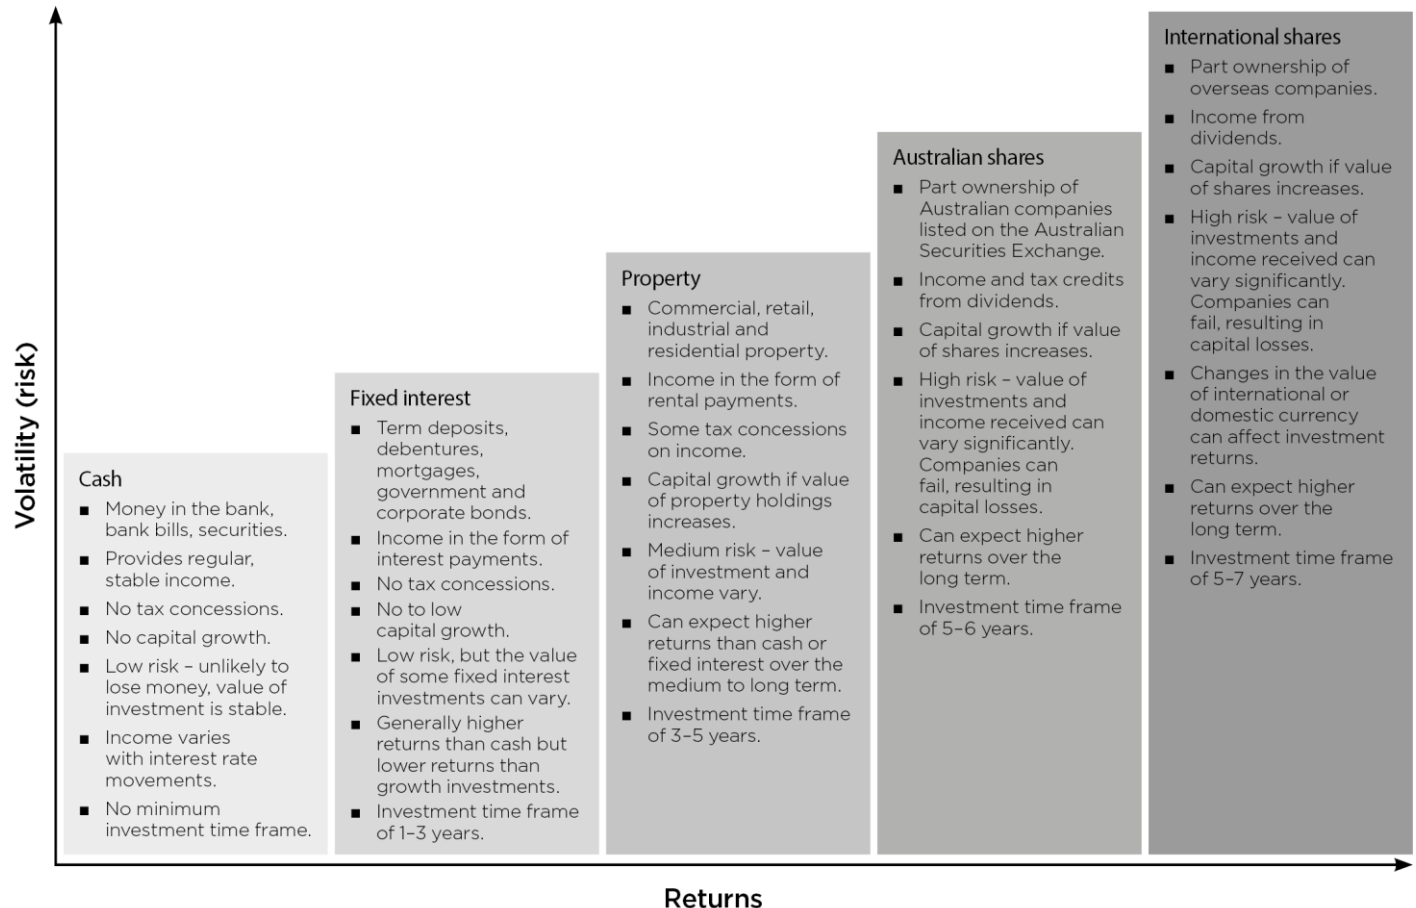 Volatility (risk)
Cash
■ Money in the bank,
bank bills, securities.
■ Provides regular,
stable income.
■ No tax concessions.
■ No capital growth.
■ Low risk – unlikely to
lose money, value of
investment is stable.
■ Income varies
with interest rate
movements.
■ No minimum
investment time frame.
Fixed interest
■ Term deposits,
debentures,
mortgages,
government and
corporate bonds.
■ Income in the form of
interest payments.
■ No tax concessions.
■ No to low
capital growth.
■ Low risk, but the value
of some fixed interest
investments can vary.
■ Generally higher
returns than cash but
lower returns than
growth investments.
■ Investment time frame
of 1–3 years.
Property
■ Commercial, retail,
industrial and
residential property.
■ Income in the form of
rental payments.
■ Some tax concessions
on income.
■ Capital growth if value
of property holdings
increases.
■ Medium risk – value
of investment and
income vary.
■ Can expect higher
returns than cash or
fixed interest over the
medium to long term.
■ Investment time frame
of 3–5 years.
Australian shares
■ Part ownership of
Australian companies
listed on the Australian
Securities Exchange.
■ Income and tax credits
from dividends.
■ Capital growth if value
of shares increases.
■ High risk – value of
investments and
income received can
vary significantly.
Companies can
fail, resulting in
capital losses.
■ Can expect higher
returns over the
long term.
■ Investment time frame
of 5–6 years.
International shares
■ Part ownership of
overseas companies.
■ Income from
dividends.
■ Capital growth if value
of shares increases.
■ High risk – value of
investments and
income received can
vary significantly.
Companies can
fail, resulting in
capital losses.
■ Changes in the value
of international or
domestic currency
can affect investment
returns.
■ Can expect higher
returns over the
long term.
■ Investment time frame
of 5–7 years.
Returns